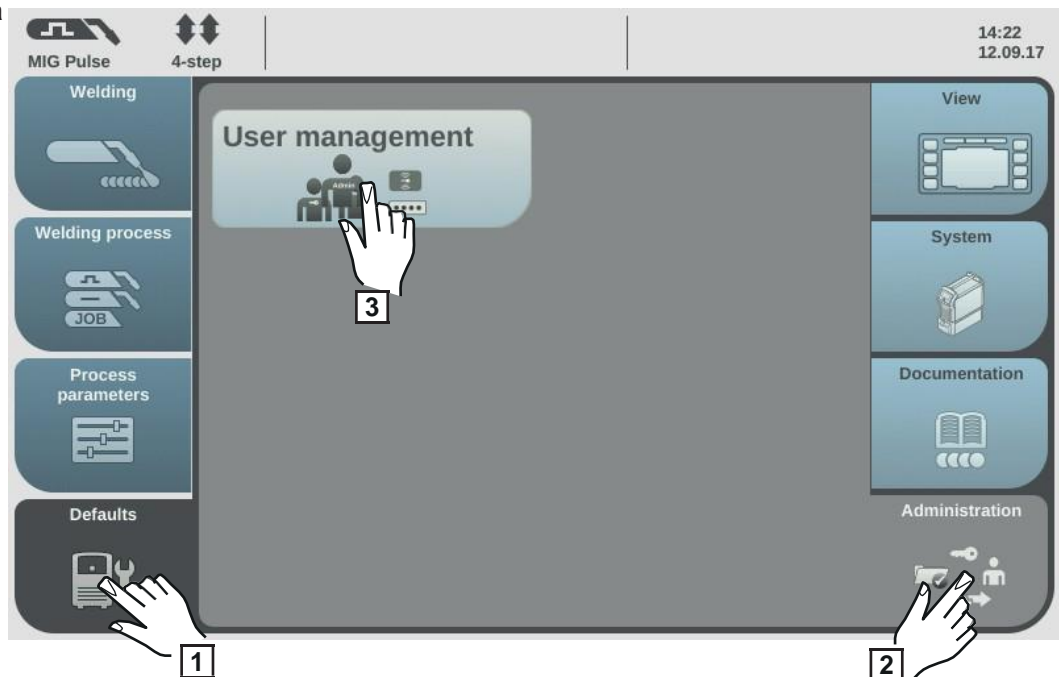 MIG Pulse
4-step
14:22
12.09.17
Welding
Welding process
JOB
Process
parameters
Defaults
User management
Admin
3
View
System
Documentation
Administration
1
2